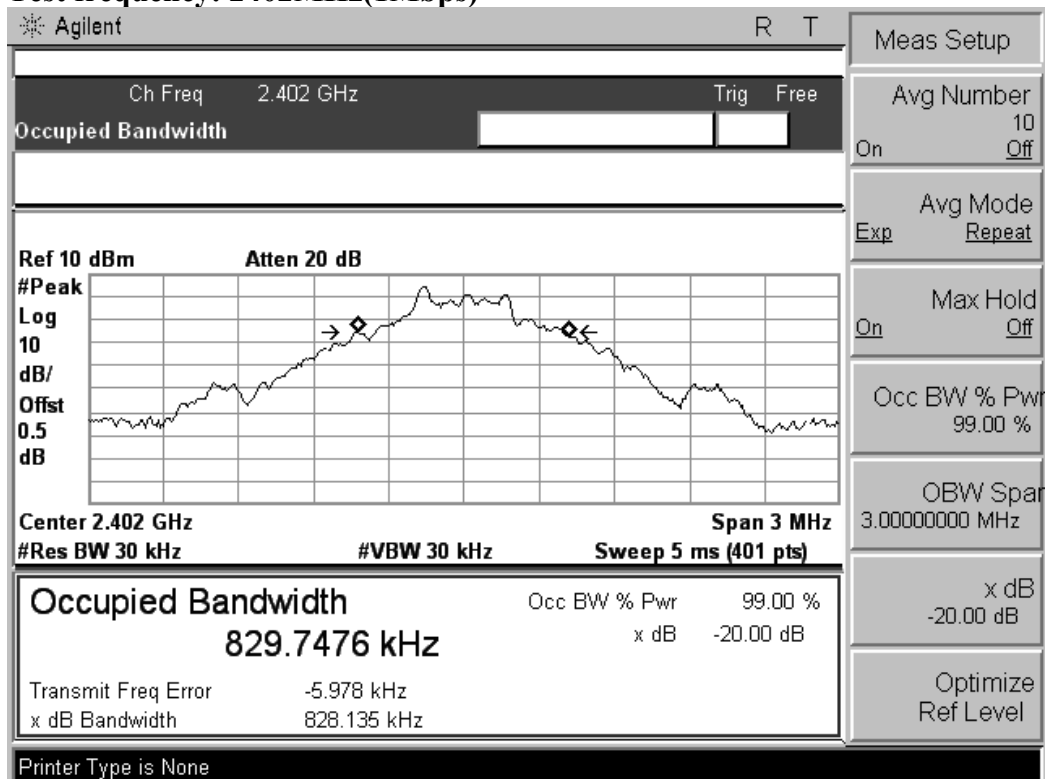 Test frequency: 2402MHz(1Mbps)
Agilent R T
Ch Freq 2.402 GHz Trig Free
Occupied Bandwidth
Ref 10 dBm Atten 20 dB
#Peak
Log
10
dB/
Offst
0.5
dB
Center 2.402 GHz Span 3 MHz
#Res BW 30 kHz #VBW 30 kHz Sweep 5 ms (401 pts)
Occupied Bandwidth Occ BW % Pwr 99.00 %
829.7476 kHz x dB -20.00 dB
Transmit Freq Error -5.978 kHz
x dB Bandwidth 828.135 kHz
Printer Type is None
Meas Setup
Avg Number
10
On Off
Avg Mode
Exp Repeat
Max Hold
On Off
Occ BW % Pwr
99.00 %
OBW Span
3.00000000 MHz
x dB
-20.00 dB
Optimize
Ref Level